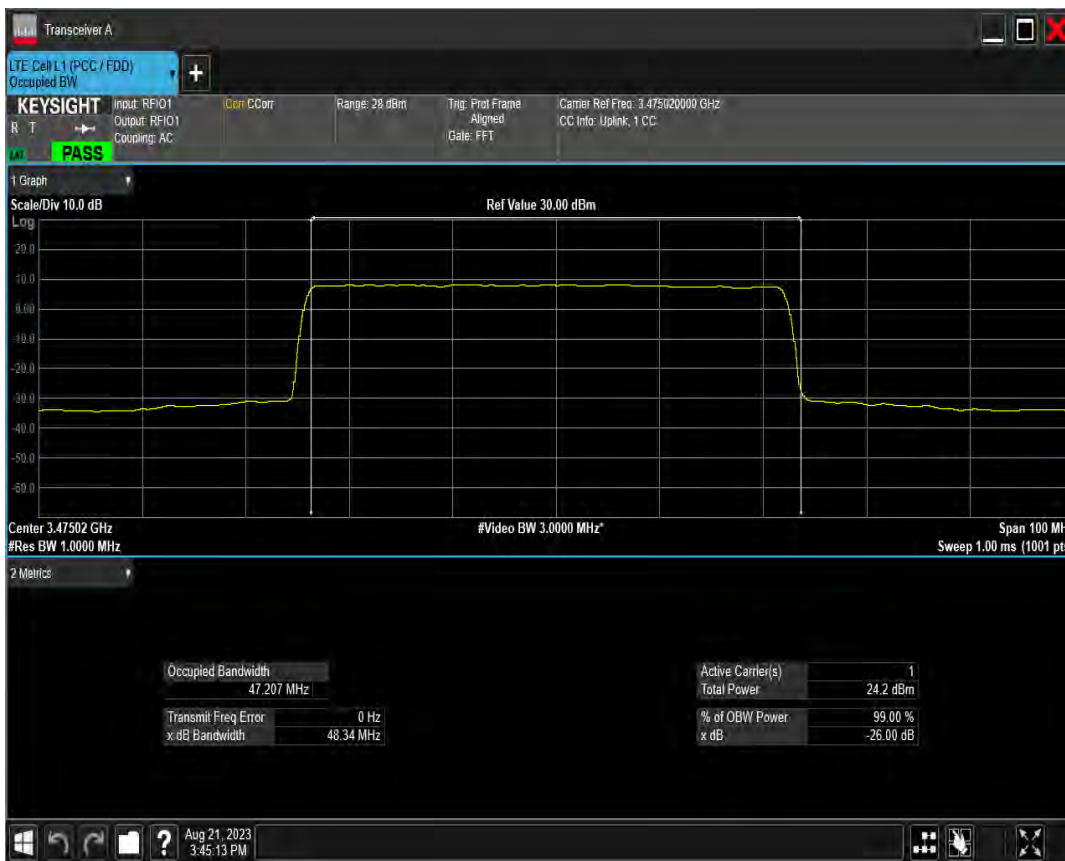 Transceiver A
LTE Cell L1 (PCC / FDD)
Occupied BW
+
KEYSIGHT
R T
PASS
Input: RFIO1
Output: RFIO1
Coupling: AC
Corr CCorr
Range: 28 dBm
Trig: Prot Frame
Aligned
Gate: FFT
Carrier Ref Freq: 3.475020000 GHz
CC Info: Uplink, 1 CC
1 Graph
Scale/Div 10.0 dB
Ref Value 30.00 dBm
Log
20.0
10.0
0.00
-10.0
-20.0
-30.0
-40.0
-50.0
-60.0
Center 3.47502 GHz
#Video BW 3.0000 MHz*
Span 100 MH
#Res BW 1.0000 MHz
Sweep 1.00 ms (1001 pts
2 Metrics
Occupied Bandwidth
47.207 MHz
Transmit Freq Error 0 Hz
x dB Bandwidth 48.34 MHz
Active Carrier(s) 1
Total Power 24.2 dBm
% of OBW Power 99.00 %
x dB -26.00 dB
?
Aug 21, 2023
3:45:13 PM